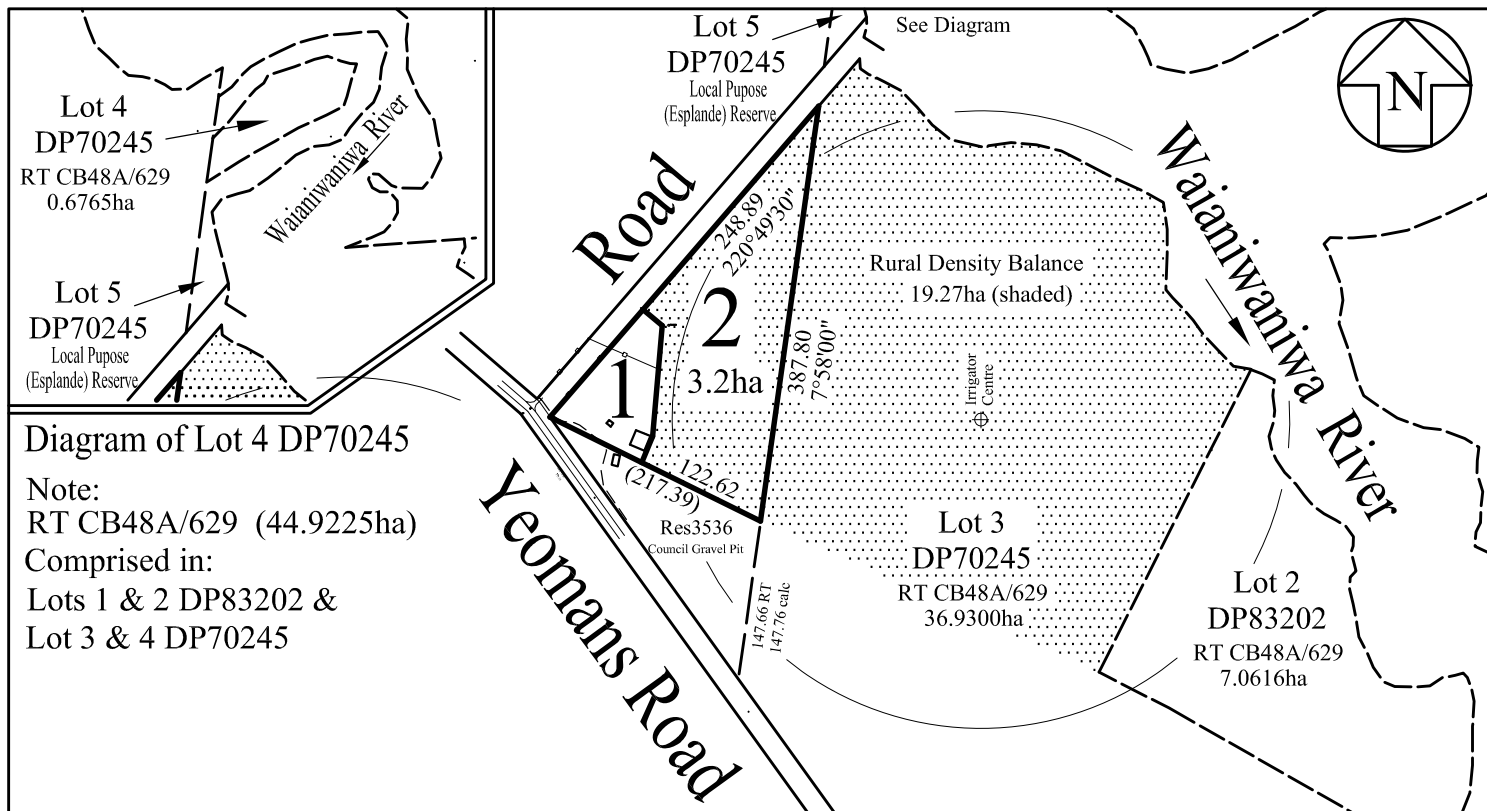 Lot 4
DP70245
RT CB48A/629
0.6765ha
Waianiwaniwa River
Lot 5
DP70245
Local Pupose
(Esplande) Reserve
Diagram of Lot 4 DP70245
Note:
RT CB48A/629 (44.9225ha)
Comprised in:
Lots 1 & 2 DP83202 &
Lot 3 & 4 DP70245
Lot 5
DP70245
Local Pupose
(Esplande) Reserve
See Diagram
N
Road
248.89
220°49'30"
2
3.2ha
1
387.80
7°58'00"
122.62
(217.39)
Res3536
Council Gravel Pit
147.66 RT
147.76 calc
Yeomans Road
Rural Density Balance
19.27ha (shaded)
Irrigator
Centre
Waianiwaniwa River
Lot 3
DP70245
RT CB48A/629
36.9300ha
Lot 2
DP83202
RT CB48A/629
7.0616ha